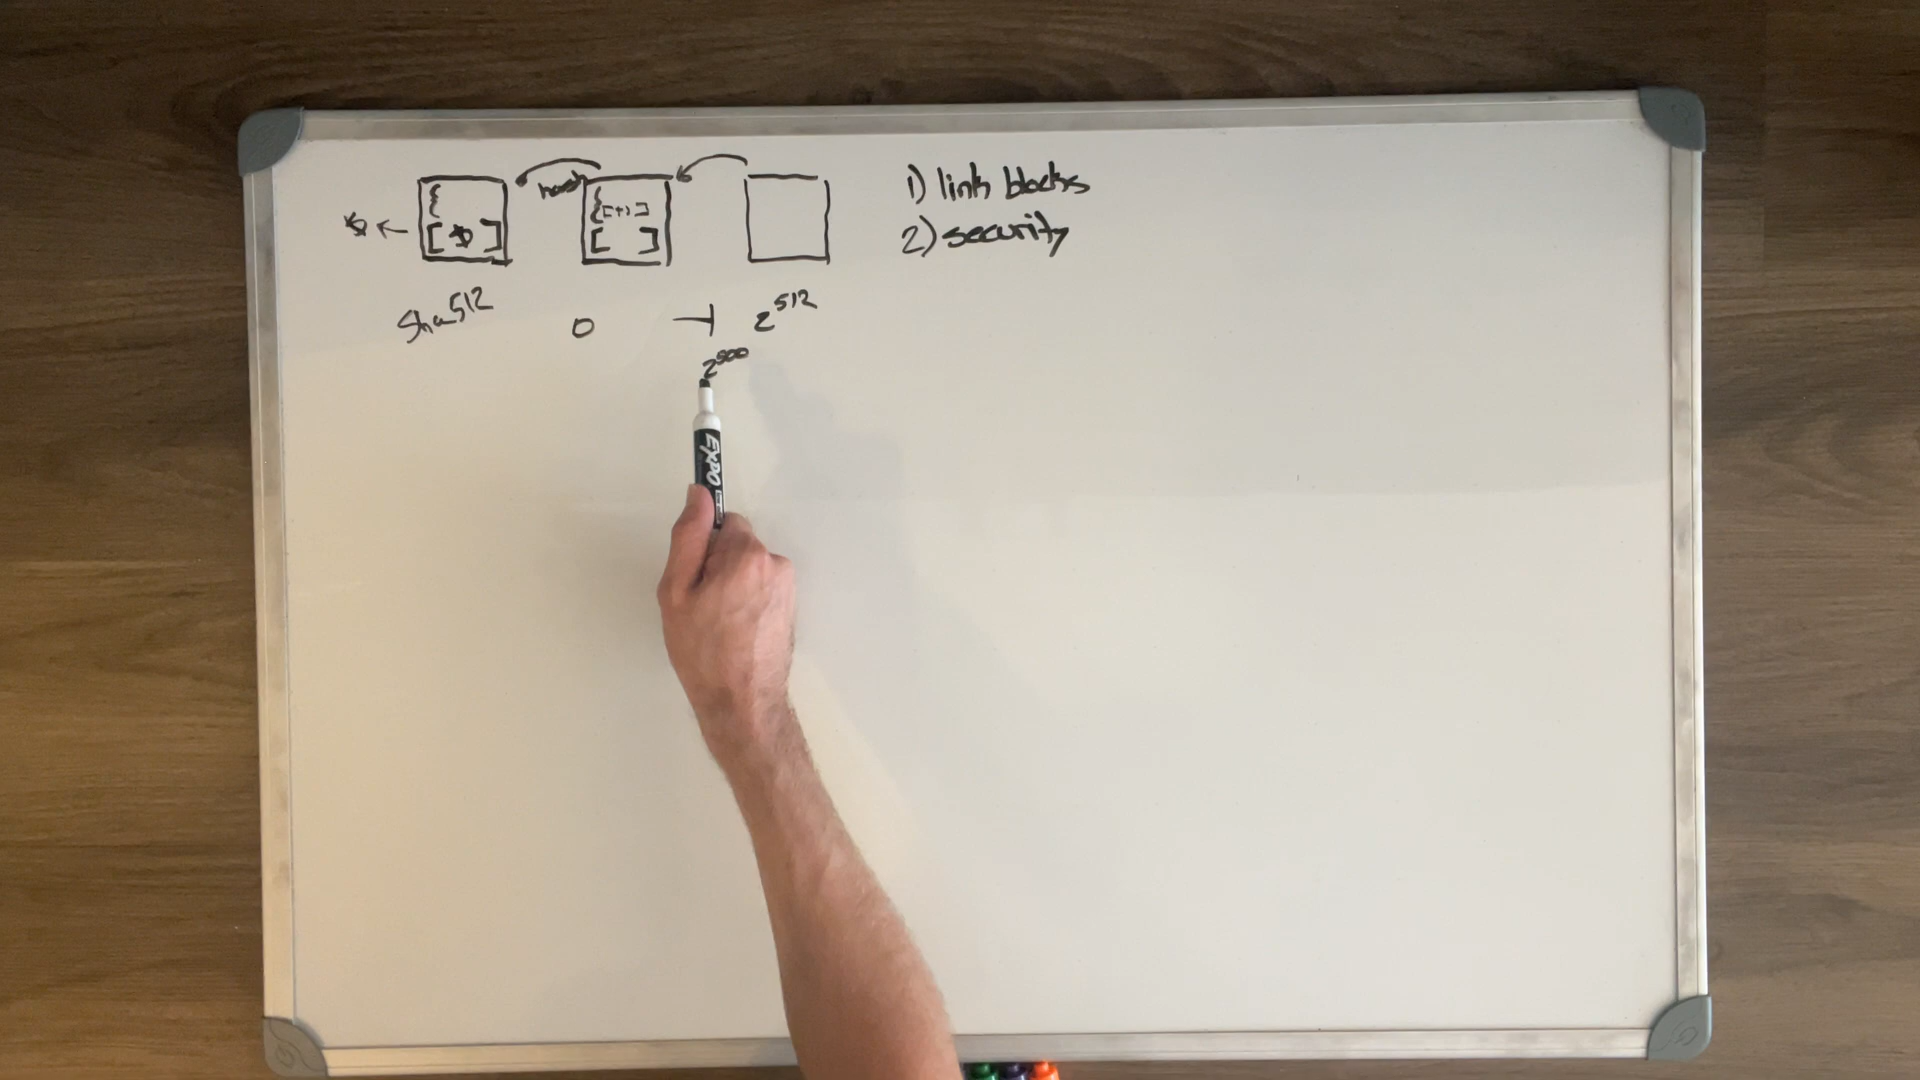 1) link blocks
2) security
hash
Sha512
0
2^512
2^500
EXPO